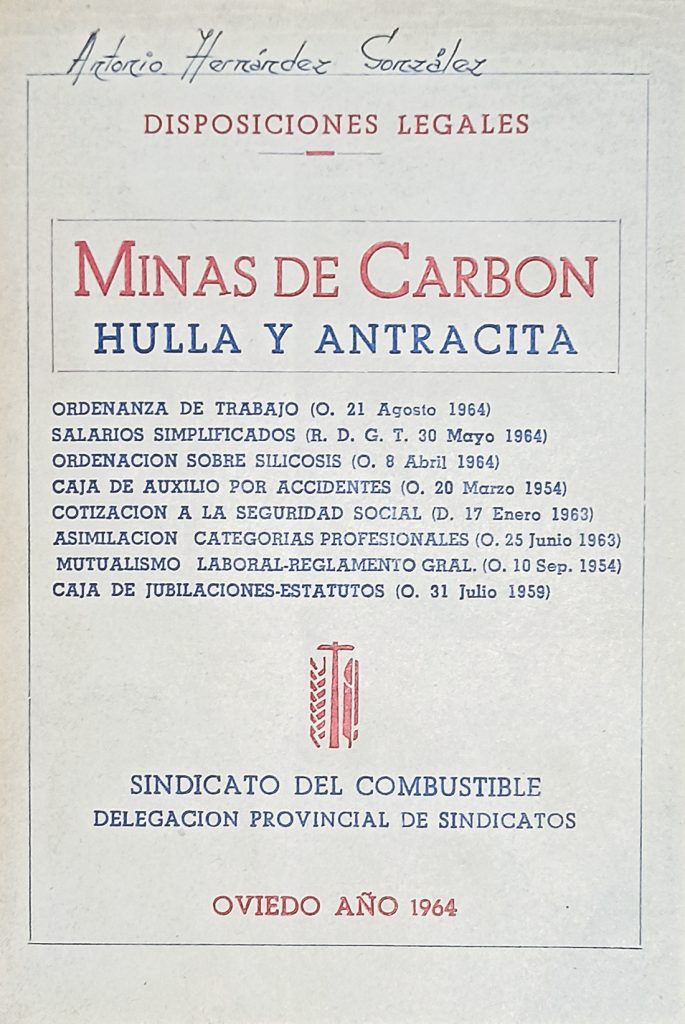 Antonio Hernández González
DISPOSICIONES LEGALES
MINAS DE CARBON
HULLA Y ANTRACITA
ORDENANZA DE TRABAJO (O. 21 Agosto 1964)
SALARIOS SIMPLIFICADOS (R. D. G. T. 30 Mayo 1964)
ORDENACION SOBRE SILICOSIS (O. 8 Abril 1964)
CAJA DE AUXILIO POR ACCIDENTES (O. 20 Marzo 1954)
COTIZACION A LA SEGURIDAD SOCIAL (D. 17 Enero 1963)
ASIMILACION CATEGORIAS PROFESIONALES (O. 25 Junio 1963)
MUTUALISMO LABORAL-REGLAMENTO GRAL. (O. 10 Sep. 1954)
CAJA DE JUBILACIONES-ESTATUTOS (O. 31 Julio 1959)
SINDICATO DEL COMBUSTIBLE
DELEGACION PROVINCIAL DE SINDICATOS
OVIEDO AÑO 1964